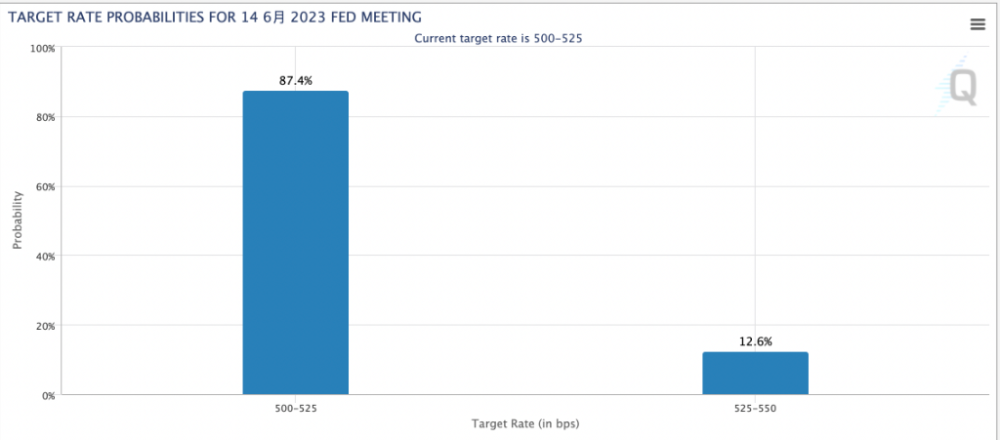 TARGET RATE PROBABILITIES FOR 14 6月 2023 FED MEETING
Current target rate is 500–525
100%
87.4%
Q
80%
60%
Probability
40%
20%
12.6%
0%
500–525
525–550
Target Rate (in bps)